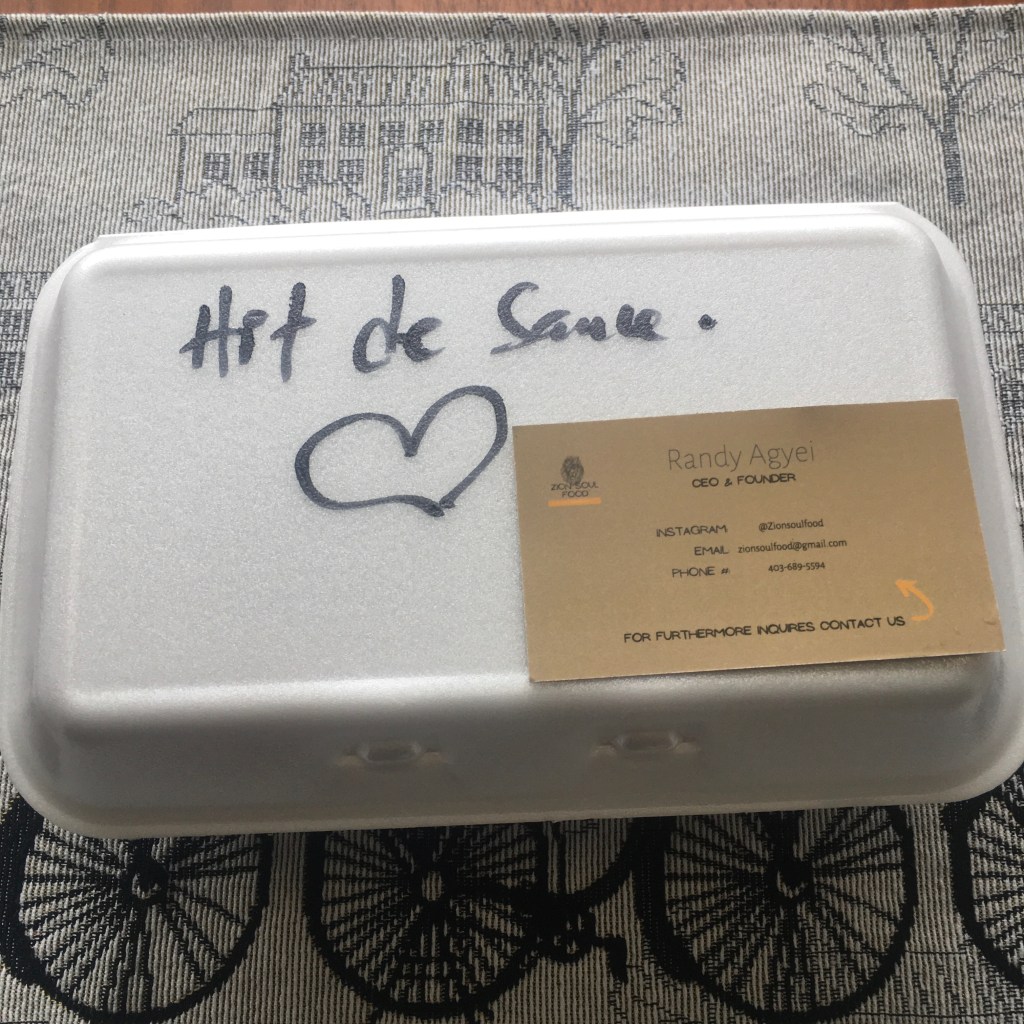 Hit de Sauce.
ZION SOUL
FOOD
Randy Agyei
CEO & FOUNDER
INSTAGRAM @Zionsoulfood
EMAIL zionsoulfood@gmail.com
PHONE # 403-689-5594
FOR FURTHERMORE INQUIRES CONTACT US